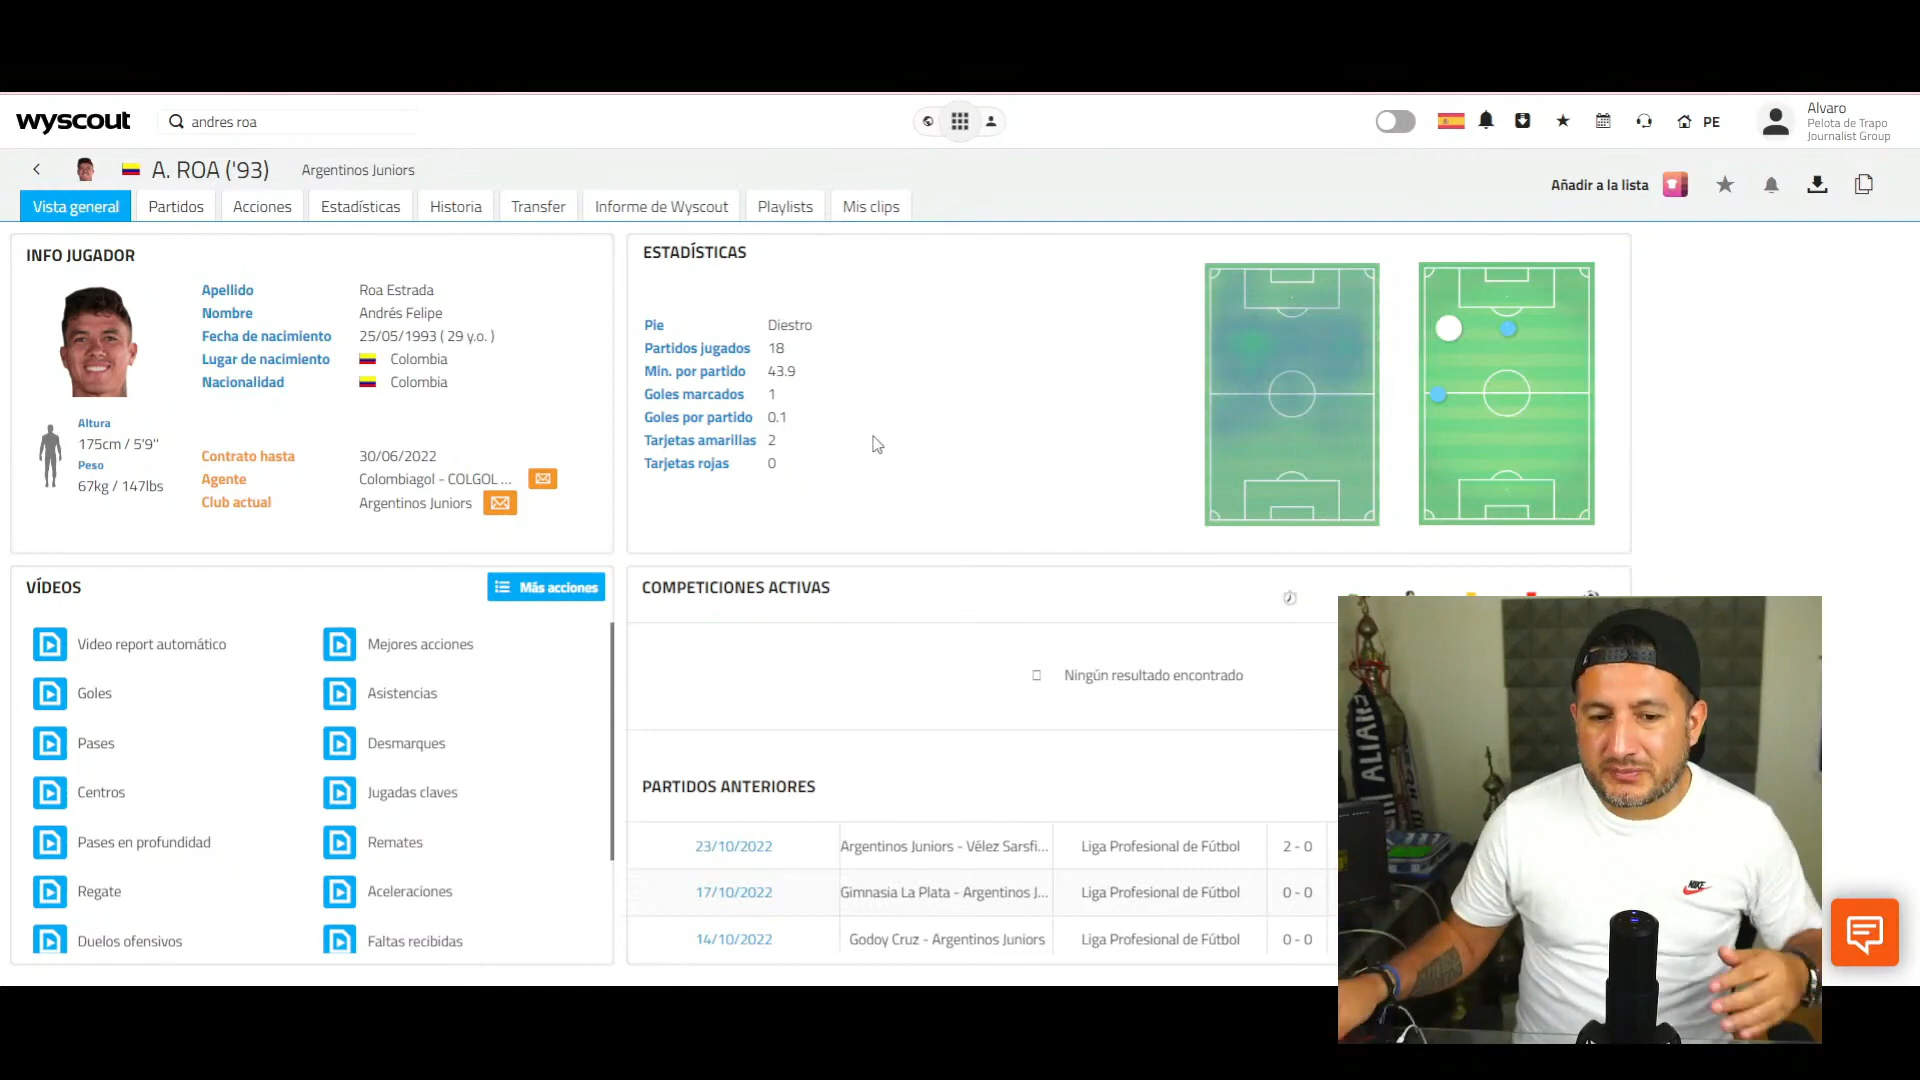 wyscout
andres roa
PE
Alvaro
Pelota de Trapo
Journalist Group
A. ROA ('93)
Argentinos Juniors
Añadir a la lista
Vista general
Partidos
Acciones
Estadísticas
Historia
Transfer
Informe de Wyscout
Playlists
Mis clips
INFO JUGADOR
Apellido Roa Estrada
Nombre Andrés Felipe
Fecha de nacimiento 25/05/1993 ( 29 y.o. )
Lugar de nacimiento Colombia
Nacionalidad Colombia
Altura
175cm / 5'9''
Peso
67kg / 147lbs
Contrato hasta 30/06/2022
Agente Colombiagol - COLGOL ...
Club actual Argentinos Juniors
ESTADÍSTICAS
Pie Diestro
Partidos jugados 18
Min. por partido 43.9
Goles marcados 1
Goles por partido 0.1
Tarjetas amarillas 2
Tarjetas rojas 0
VÍDEOS
Más acciones
Video report automático
Mejores acciones
Goles
Asistencias
Pases
Desmarques
Centros
Jugadas claves
Pases en profundidad
Remates
Regate
Aceleraciones
Duelos ofensivos
Faltas recibidas
COMPETICIONES ACTIVAS
Ningún resultado encontrado
PARTIDOS ANTERIORES
23/10/2022 Argentinos Juniors - Vélez Sarsfi... Liga Profesional de Fútbol 2 - 0
17/10/2022 Gimnasia La Plata - Argentinos J... Liga Profesional de Fútbol 0 - 0
14/10/2022 Godoy Cruz - Argentinos Juniors Liga Profesional de Fútbol 0 - 0
NIKE